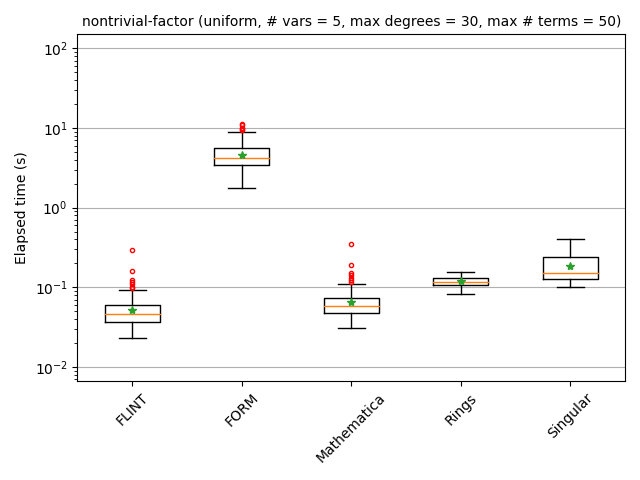 nontrivial-factor (uniform, # vars = 5, max degrees = 30, max # terms = 50)
Elapsed time (s)
10²
10¹
10⁰
10⁻¹
10⁻²
FLINT
FORM
Mathematica
Rings
Singular